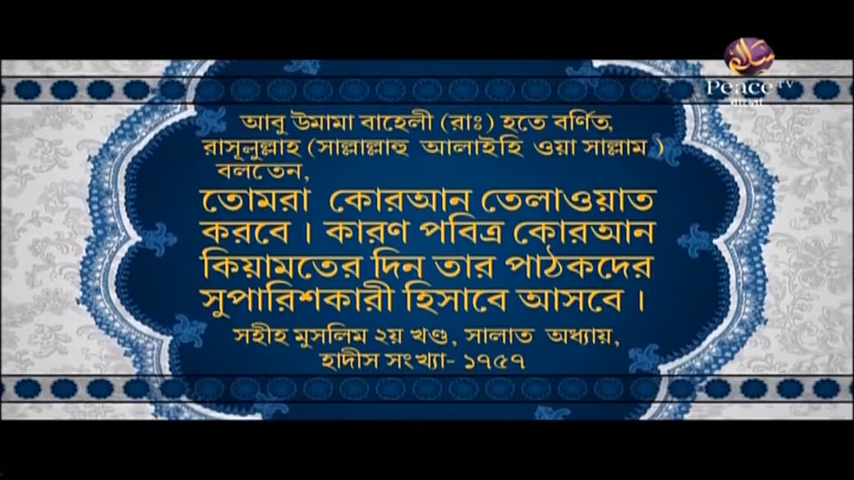 سلام
Peace TV
বাংলা
আবু উমামা বাহেলী (রাঃ) হতে বর্ণিত,
রাসূলুল্লাহ (সাল্লাল্লাহু আলাইহি ওয়া সাল্লাম)
বলতেন,
তোমরা কোরআন তেলাওয়াত
করবে। কারণ পবিত্র কোরআন
কিয়ামতের দিন তার পাঠকদের
সুপারিশকারী হিসাবে আসবে।
সহীহ মুসলিম ২য় খণ্ড, সালাত অধ্যায়,
হাদীস সংখ্যা- ১৭৫৭